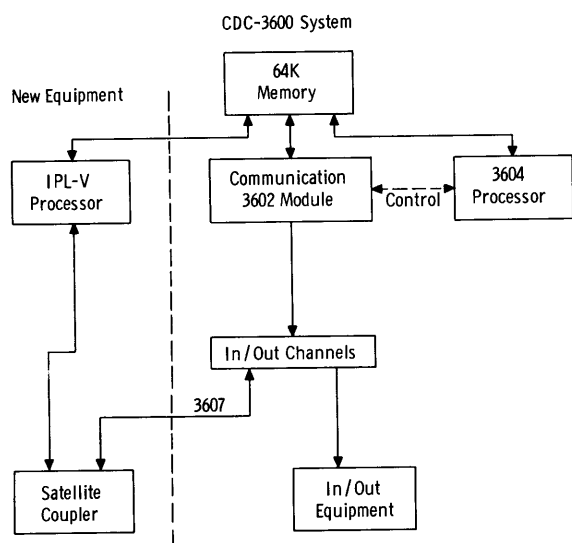 CDC-3600 System
New Equipment
64K
Memory
IPL-V
Processor
Communication
3602 Module
Control
3604
Processor
In/Out Channels
3607
Satellite
Coupler
In/Out
Equipment